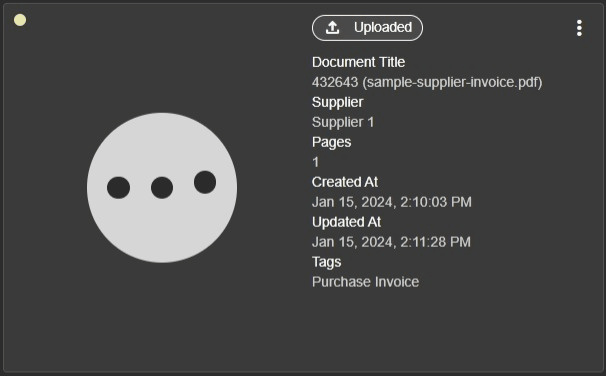 Uploaded
Document Title
432643 (sample-supplier-invoice.pdf)
Supplier
Supplier 1
Pages
1
Created At
Jan 15, 2024, 2:10:03 PM
Updated At
Jan 15, 2024, 2:11:28 PM
Tags
Purchase Invoice